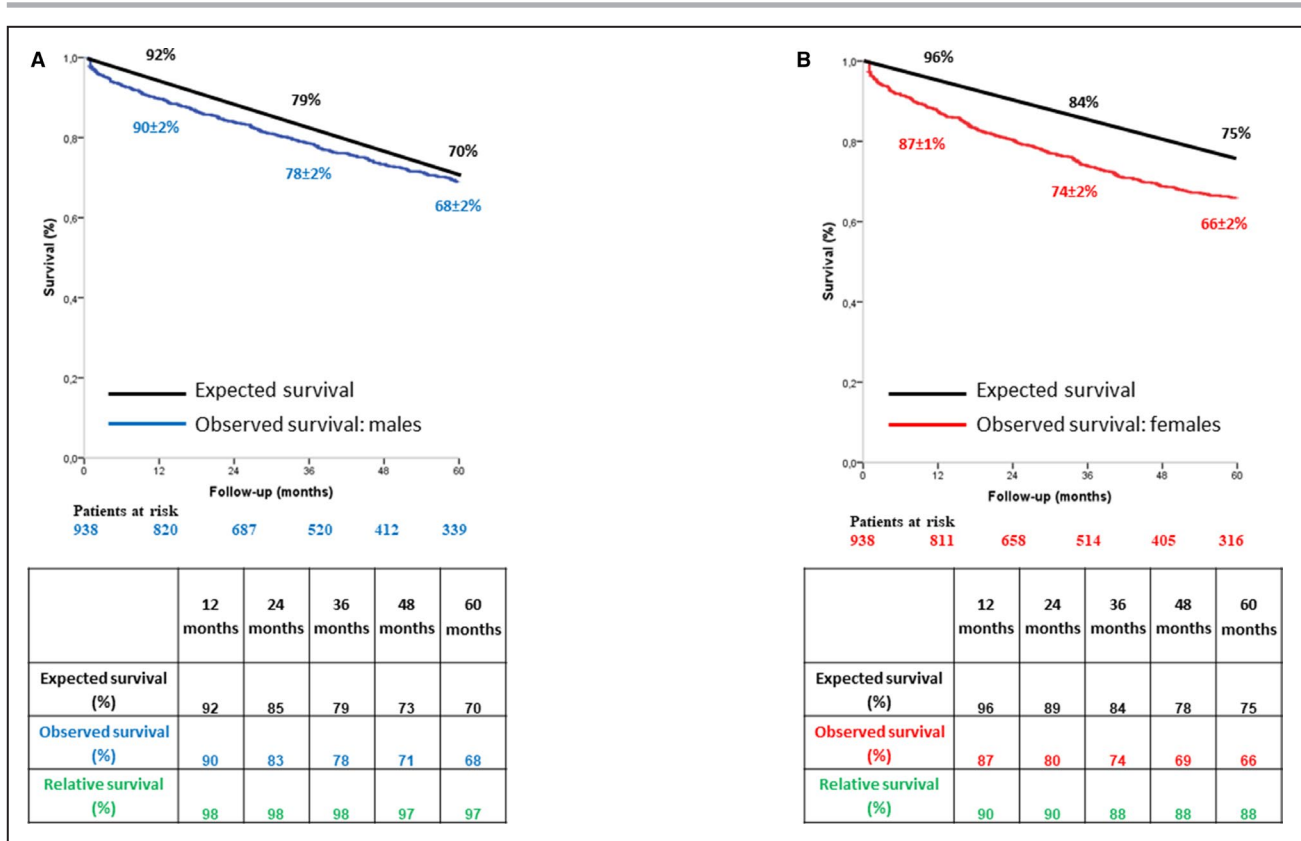 A
92%
1,0
79%
0,8
90±2%
70%
78±2%
68±2%
0,6
Survival (%)
0,4
0,2
Expected survival
Observed survival: males
0,0
0 12 24 36 48 60
Follow-up (months)
Patients at risk
938 820 687 520 412 339
12 months 24 months 36 months 48 months 60 months
Expected survival (%) 92 85 79 73 70
Observed survival (%) 90 83 78 71 68
Relative survival (%) 98 98 98 97 97
B
96%
1,0
84%
75%
0,8
87±1%
74±2%
66±2%
0,6
Survival (%)
0,4
0,2
Expected survival
Observed survival: females
0,0
0 12 24 36 48 60
Follow-up (months)
Patients at risk
938 811 658 514 405 316
12 months 24 months 36 months 48 months 60 months
Expected survival (%) 96 89 84 78 75
Observed survival (%) 87 80 74 69 66
Relative survival (%) 90 90 88 88 88